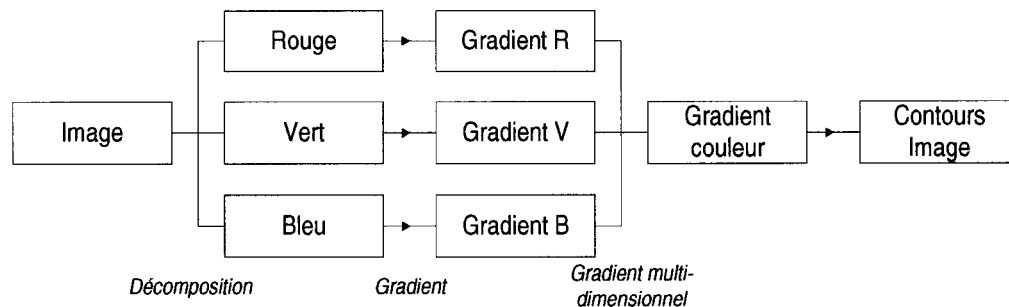 Rouge
Gradient R
Image
Vert
Gradient V
Gradient
couleur
Contours
Image
Bleu
Gradient B
Décomposition
Gradient
Gradient multi-
dimensionnel